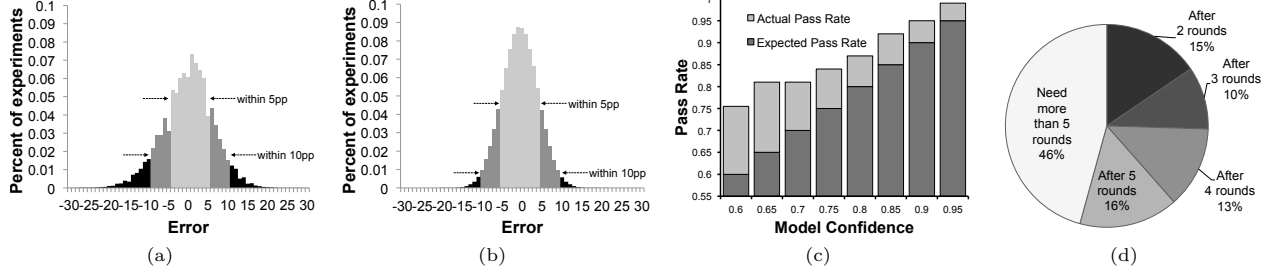 Percent of experiments
0.1
0.09
0.08
0.07
0.06
0.05
0.04
0.03
0.02
0.01
0
within 5pp
within 10pp
-30-25-20-15-10 -5 0 5 10 15 20 25 30
Error
(a)
Percent of experiments
0.1
0.09
0.08
0.07
0.06
0.05
0.04
0.03
0.02
0.01
0
within 5pp
within 10pp
-30-25-20-15-10 -5 0 5 10 15 20 25 30
Error
(b)
Pass Rate
0.95
0.9
0.85
0.8
0.75
0.7
0.65
0.6
0.55
Actual Pass Rate
Expected Pass Rate
0.6 0.65 0.7 0.75 0.8 0.85 0.9 0.95
Model Confidence
(c)
After
2 rounds
15%
After
3 rounds
10%
After
4 rounds
13%
After 5
rounds
16%
Need
more
than 5
rounds
46%
(d)